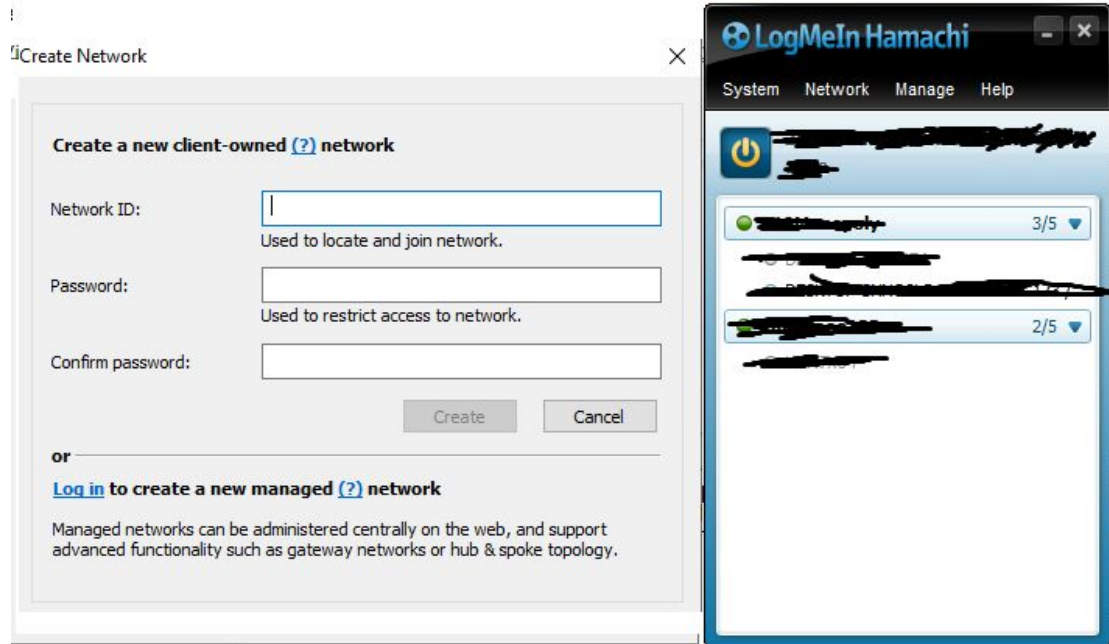 Create Network
Create a new client-owned (?) network
Network ID:
Used to locate and join network.
Password:
Used to restrict access to network.
Confirm password:
Create
Cancel
or
Log in to create a new managed (?) network
Managed networks can be administered centrally on the web, and support
advanced functionality such as gateway networks or hub & spoke topology.
LogMeIn Hamachi
System Network Manage Help
3/5
2/5